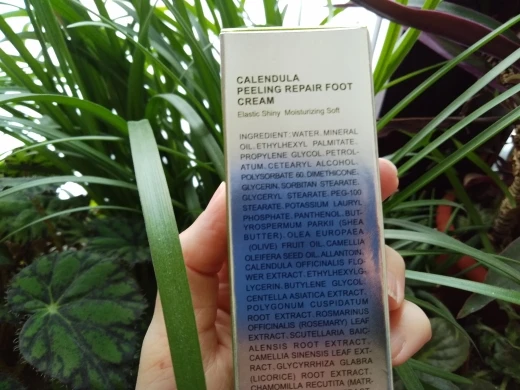 CALENDULA
PEELING REPAIR FOOT
CREAM
Elastic Shiny Moisturizing Soft
INGREDIENT: WATER. MINERAL
OIL. ETHYLHEXYL PALMITATE.
PROPYLENE GLYCOL. PETROL-
ATUM. CETEARYL ALCOHOL.
POLYSORBATE 60. DIMETHICONE.
GLYCERIN. SORBITAN STEARATE.
GLYCERYL STEARATE. PEG-100
STEARATE. POTASSIUM LAURYL
PHOSPHATE. PANTHENOL. BUT-
YROSPERMUM PARKII (SHEA
BUTTER). OLEA EUROPAEA
(OLIVE) FRUIT OIL. CAMELLIA
OLEIFERA SEED OIL. ALLANTOIN.
CALENDULA OFFICINALIS FLO-
WER EXTRACT. ETHYLHEXYLG-
LYCERIN. BUTYLENE GLYCOL.
CENTELLA ASIATICA EXTRACT.
POLYGONUM CUSPIDATUM
ROOT EXTRACT. ROSMARINUS
OFFICINALIS (ROSEMARY) LEAF
EXTRACT. SCUTELLARIA BAIC-
ALENSIS ROOT EXTRACT.
CAMELLIA SINENSIS LEAF EXT-
RACT. GLYCYRRHIZA GLABRA
(LICORICE) ROOT EXTRACT.
CHAMOMILLA RECUTITA (MATR